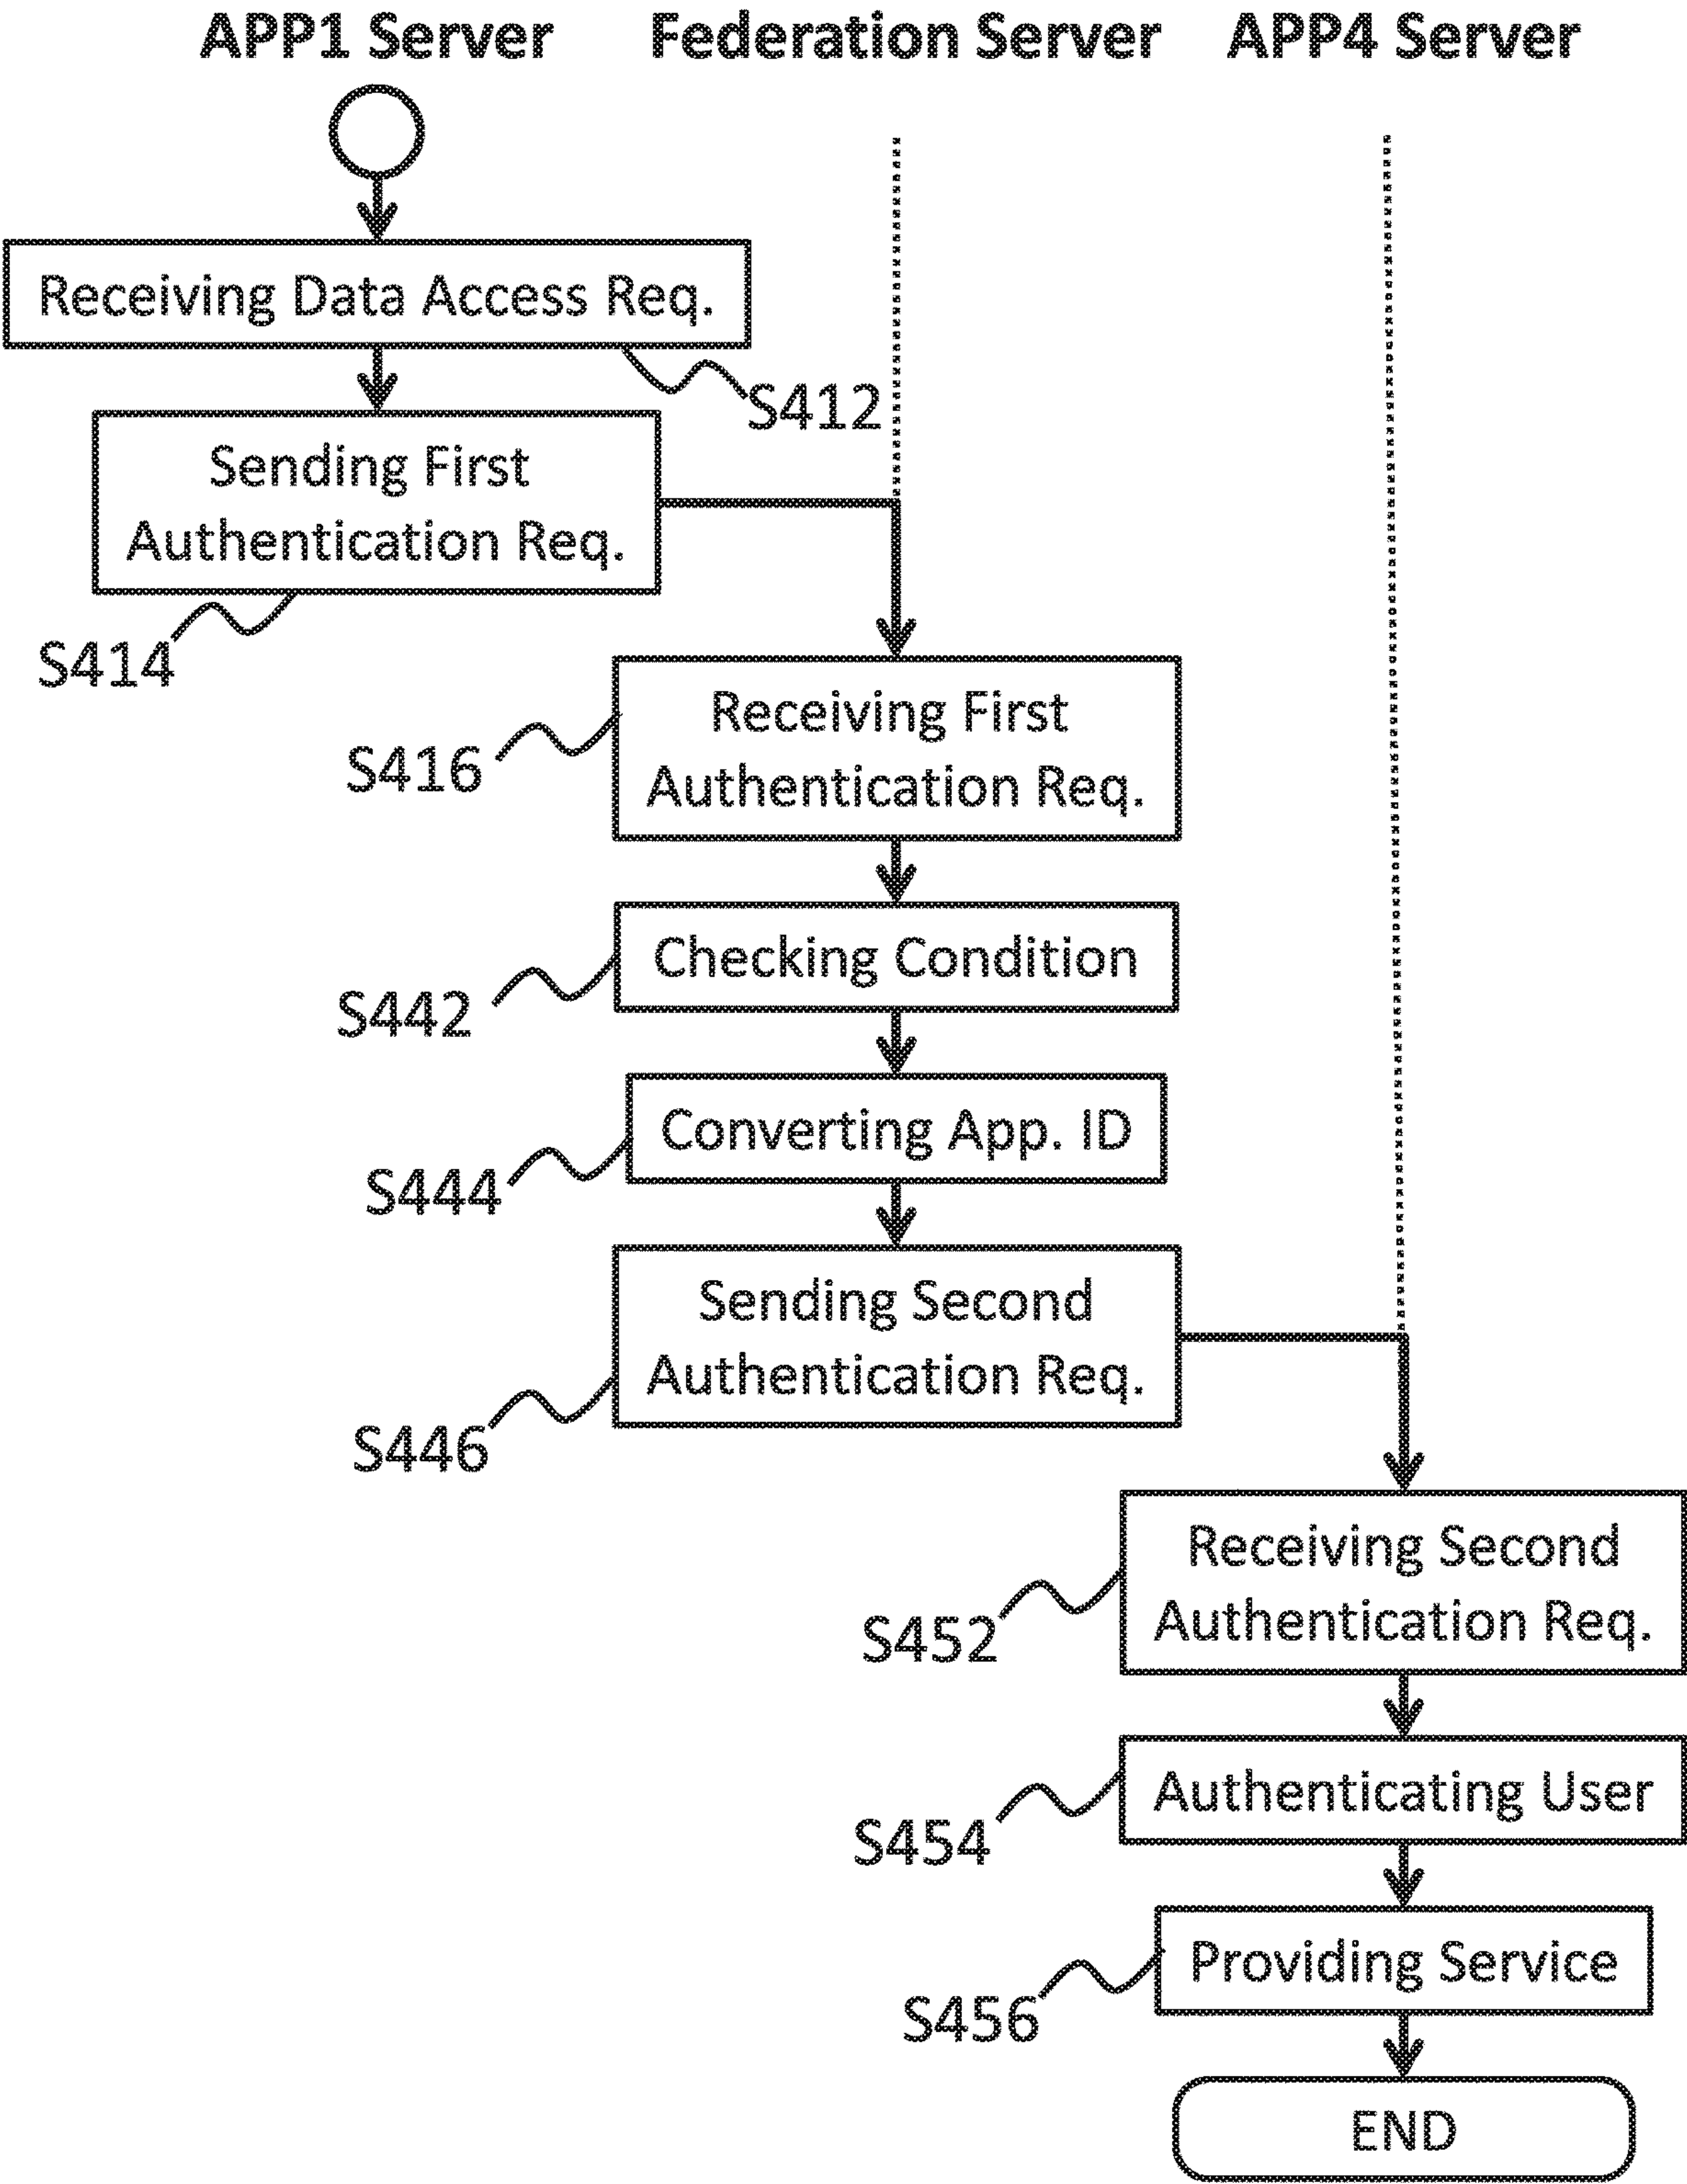 APP1 Server Federation Server APP4 Server
Receiving Data Access Req.
S412
Sending First
Authentication Req.
S414
Receiving First
Authentication Req.
S416
Checking Condition
S442
Converting App. ID
S444
Sending Second
Authentication Req.
S446
Receiving Second
Authentication Req.
S452
Authenticating User
S454
Providing Service
S456
END